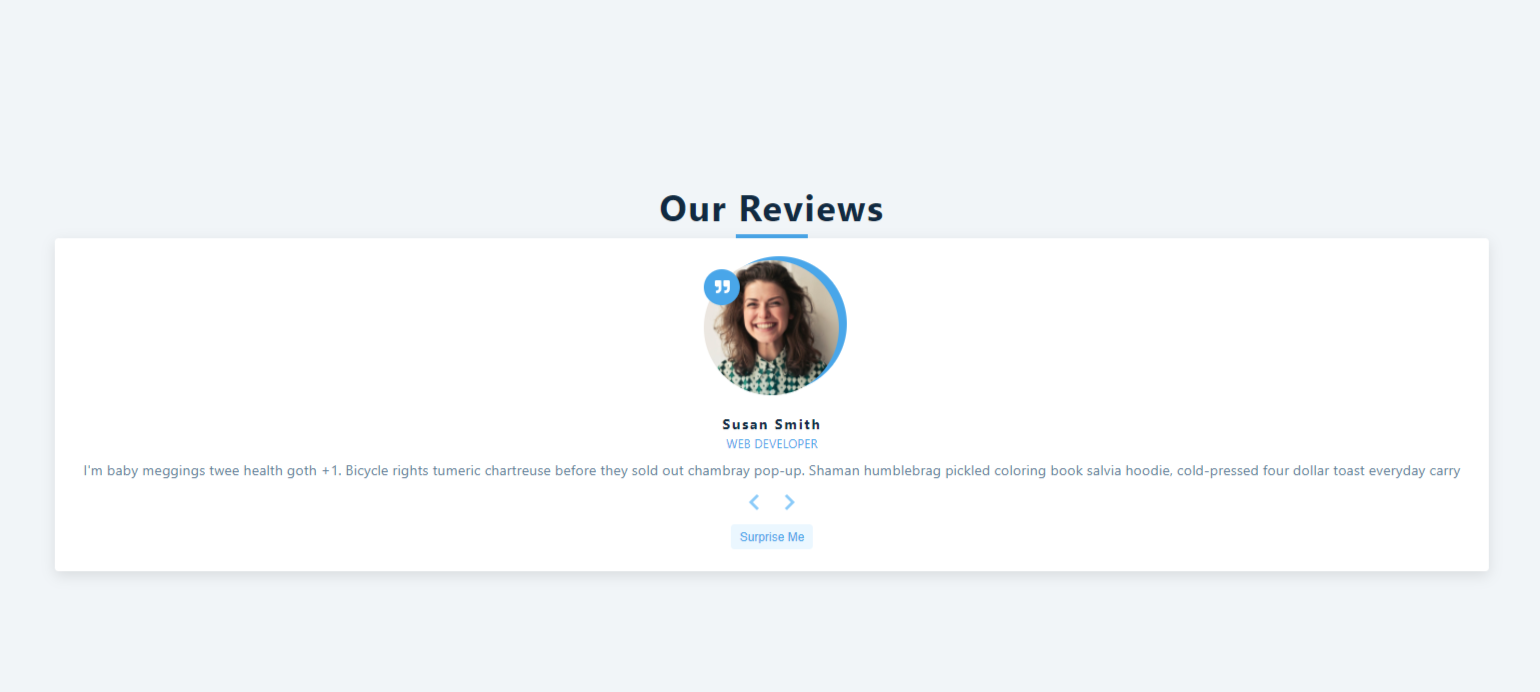 Our Reviews
Susan Smith
WEB DEVELOPER
I'm baby meggings twee health goth +1. Bicycle rights tumeric chartreuse before they sold out chambray pop-up. Shaman humblebrag pickled coloring book salvia hoodie, cold-pressed four dollar toast everyday carry
Surprise Me